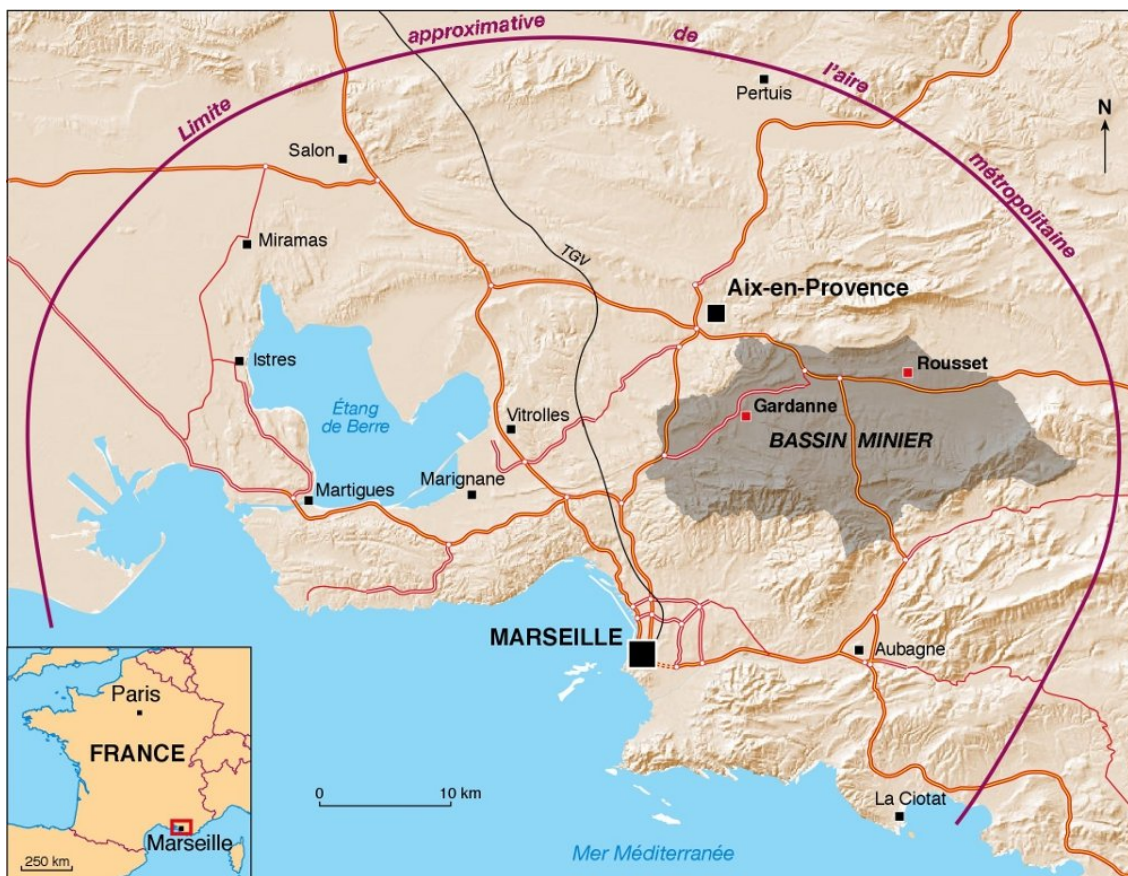 Limite approximative de l'aire métropolitaine
Pertuis
N
Salon
Miramas
TGV
Aix-en-Provence
Istres
Rousset
Étang
de Berre
Vitrolles
Gardanne
BASSIN MINIER
Marignane
Martigues
MARSEILLE
Aubagne
Paris
FRANCE
0 10 km
La Ciotat
Marseille
Mer Méditerranée
250 km